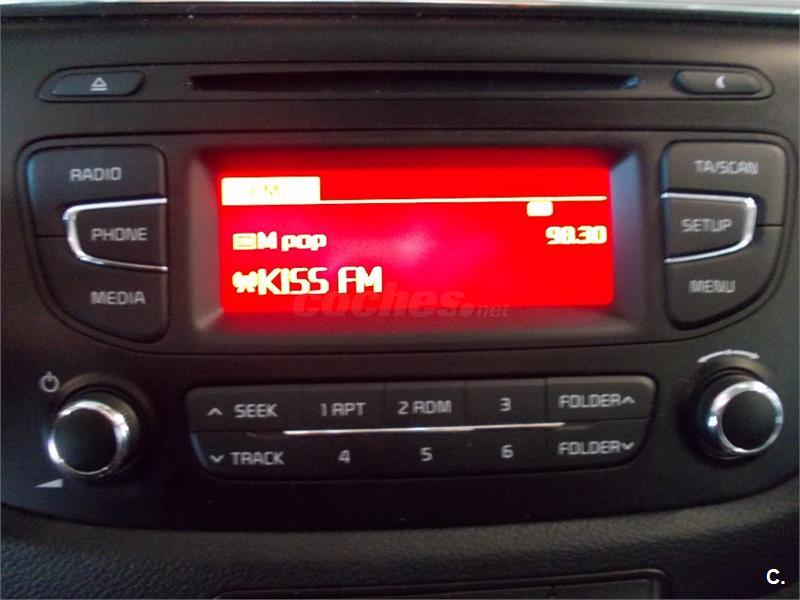 RADIO
TA/SCAN
FM
PHONE
M pop
98.30
SETUP
KISS FM
MEDIA
MENU
coches.net
SEEK
1 RPT
2 RDM
3
FOLDER
TRACK
4
5
6
FOLDER
C.